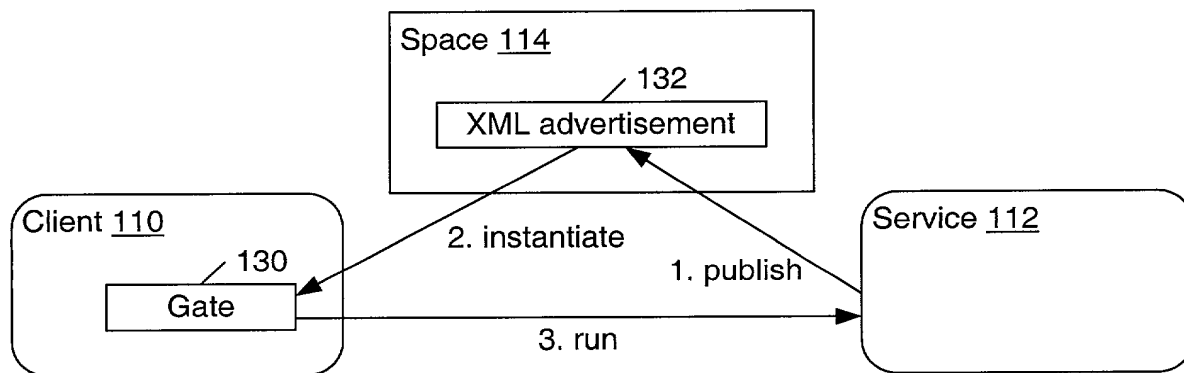 Space 114
132
XML advertisement
Client 110
2. instantiate
Service 112
130
1. publish
Gate
3. run